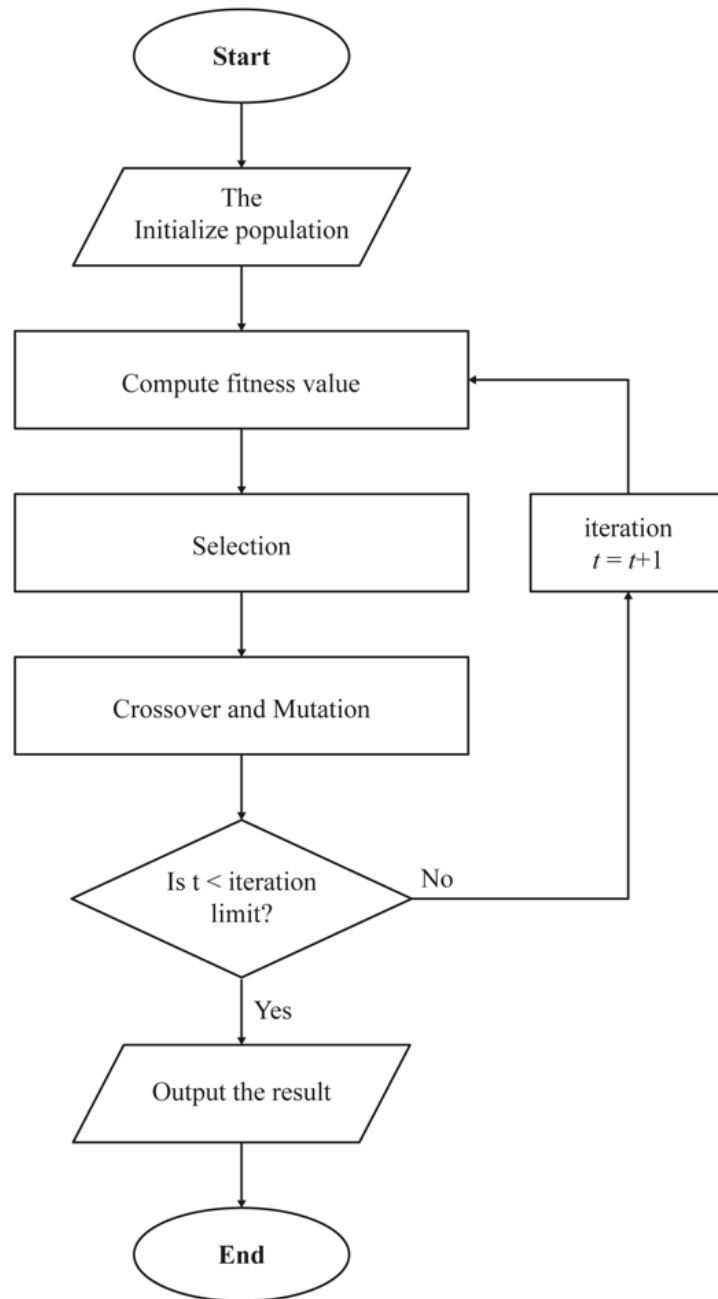 Start
The
Initialize population
Compute fitness value
Selection
iteration
t = t+1
Crossover and Mutation
Is t < iteration
limit?
No
Yes
Output the result
End